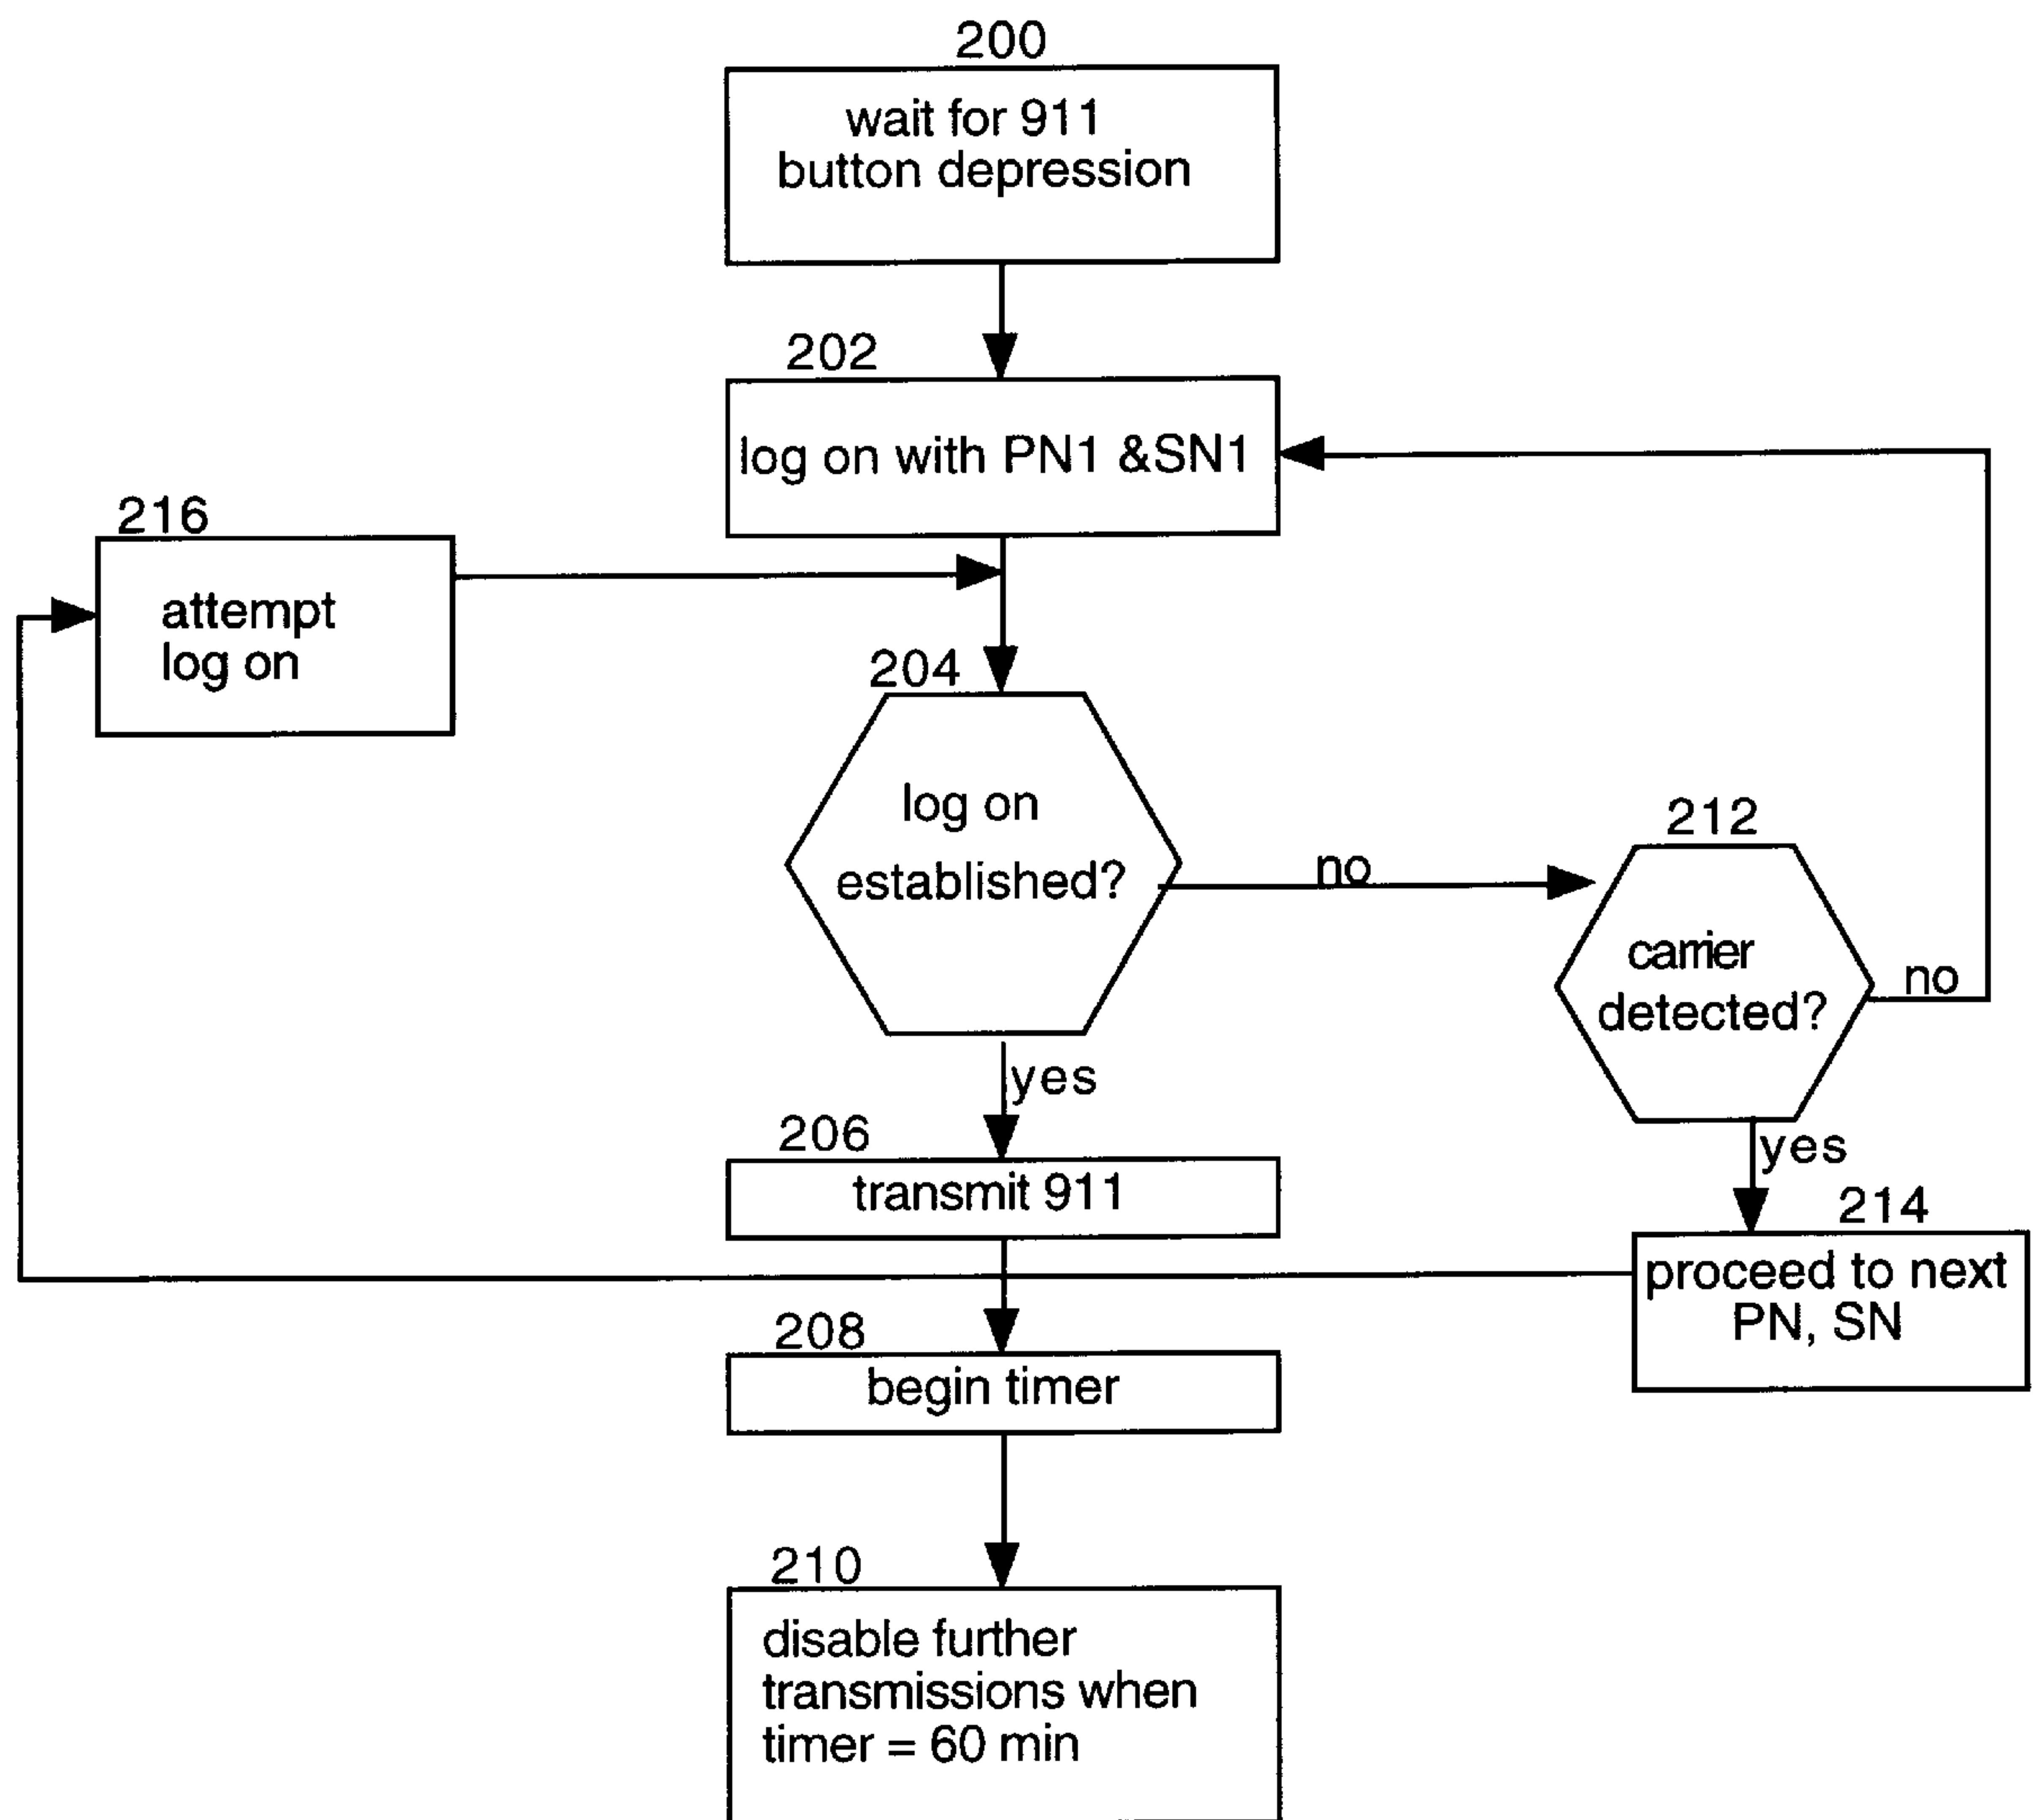 200
wait for 911
button depression
202
log on with PN1 &SN1
216
attempt
log on
204
log on
established?
no
212
carrier
detected?
no
yes
206
transmit 911
yes
214
proceed to next
PN, SN
208
begin timer
210
disable further
transmissions when
timer = 60 min